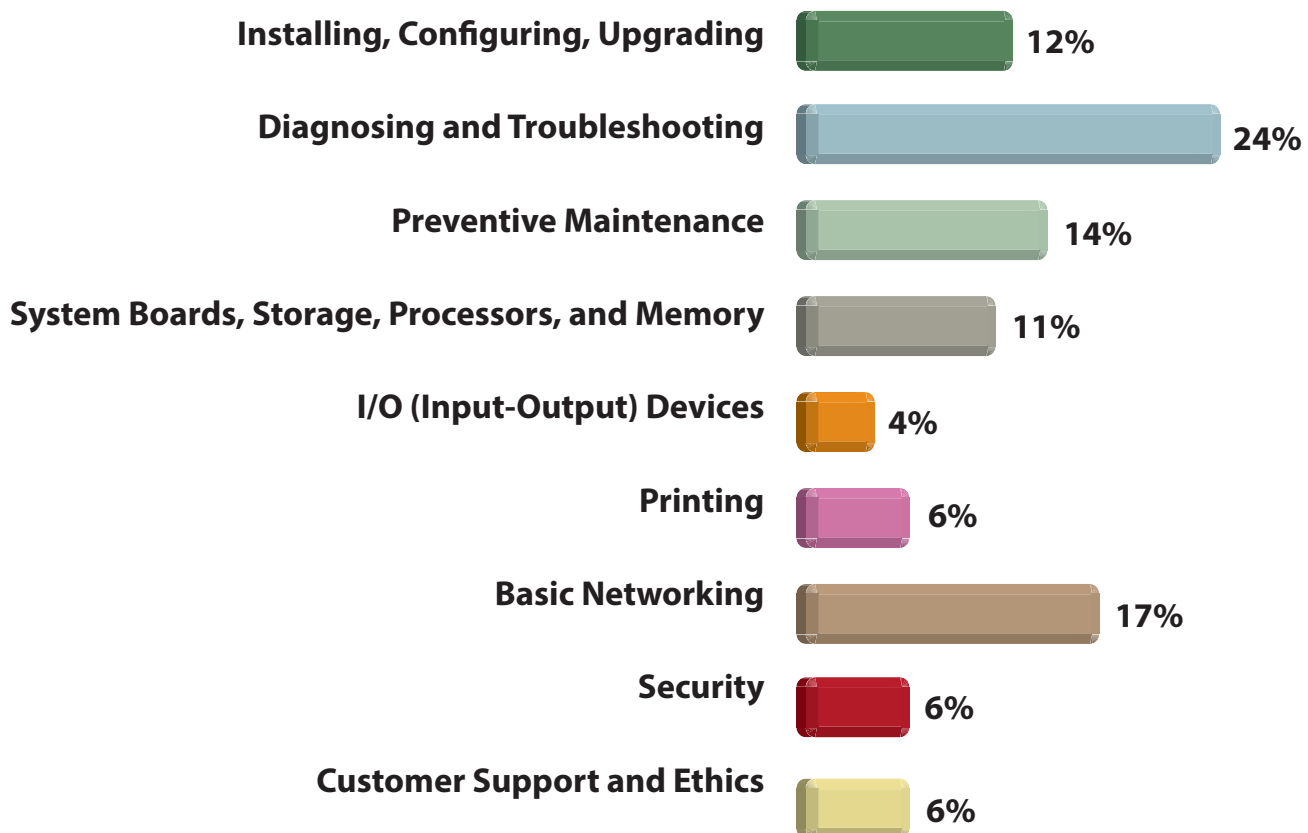 Installing, Configuring, Upgrading 12%
Diagnosing and Troubleshooting 24%
Preventive Maintenance 14%
System Boards, Storage, Processors, and Memory 11%
I/O (Input-Output) Devices 4%
Printing 6%
Basic Networking 17%
Security 6%
Customer Support and Ethics 6%